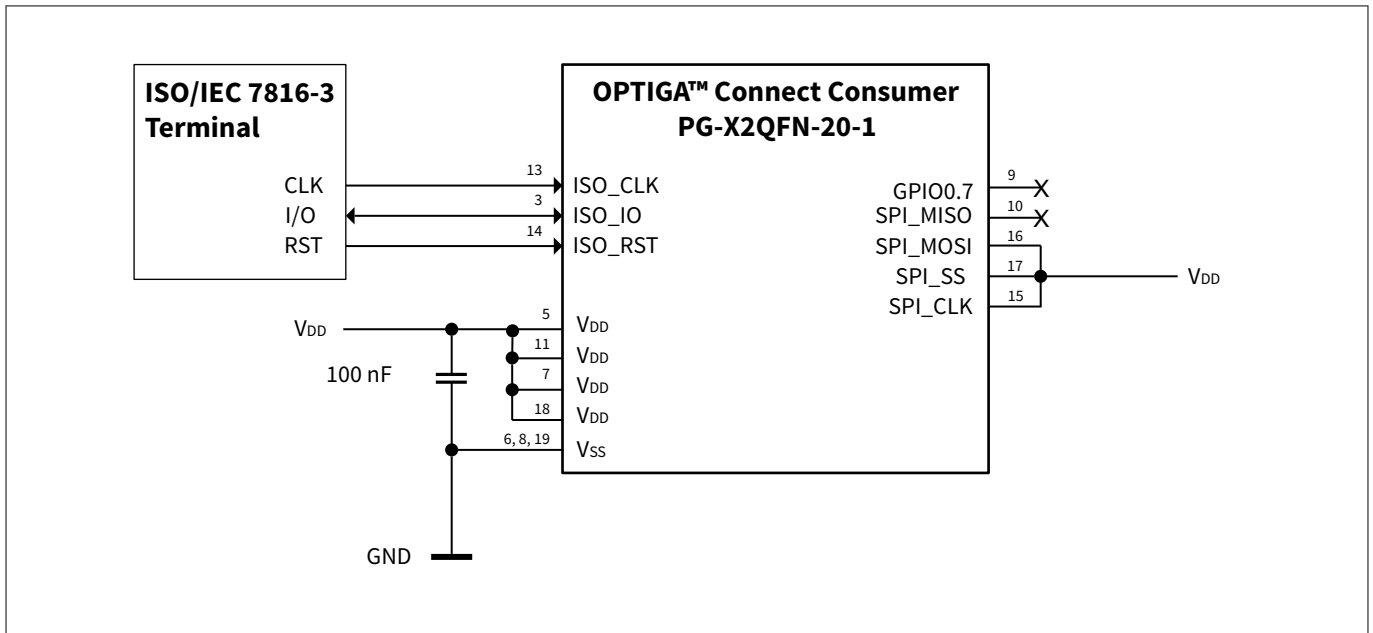 ISO/IEC 7816-3
Terminal
CLK
I/O
RST
OPTIGA™ Connect Consumer
PG-X2QFN-20-1
13
ISO_CLK
3
ISO_IO
14
ISO_RST
9
GPIO0.7
X
10
SPI_MISO
X
16
SPI_MOSI
17
SPI_SS
15
SPI_CLK
VDD
VDD
100 nF
5
VDD
11
VDD
7
VDD
18
VDD
6, 8, 19
VSS
GND